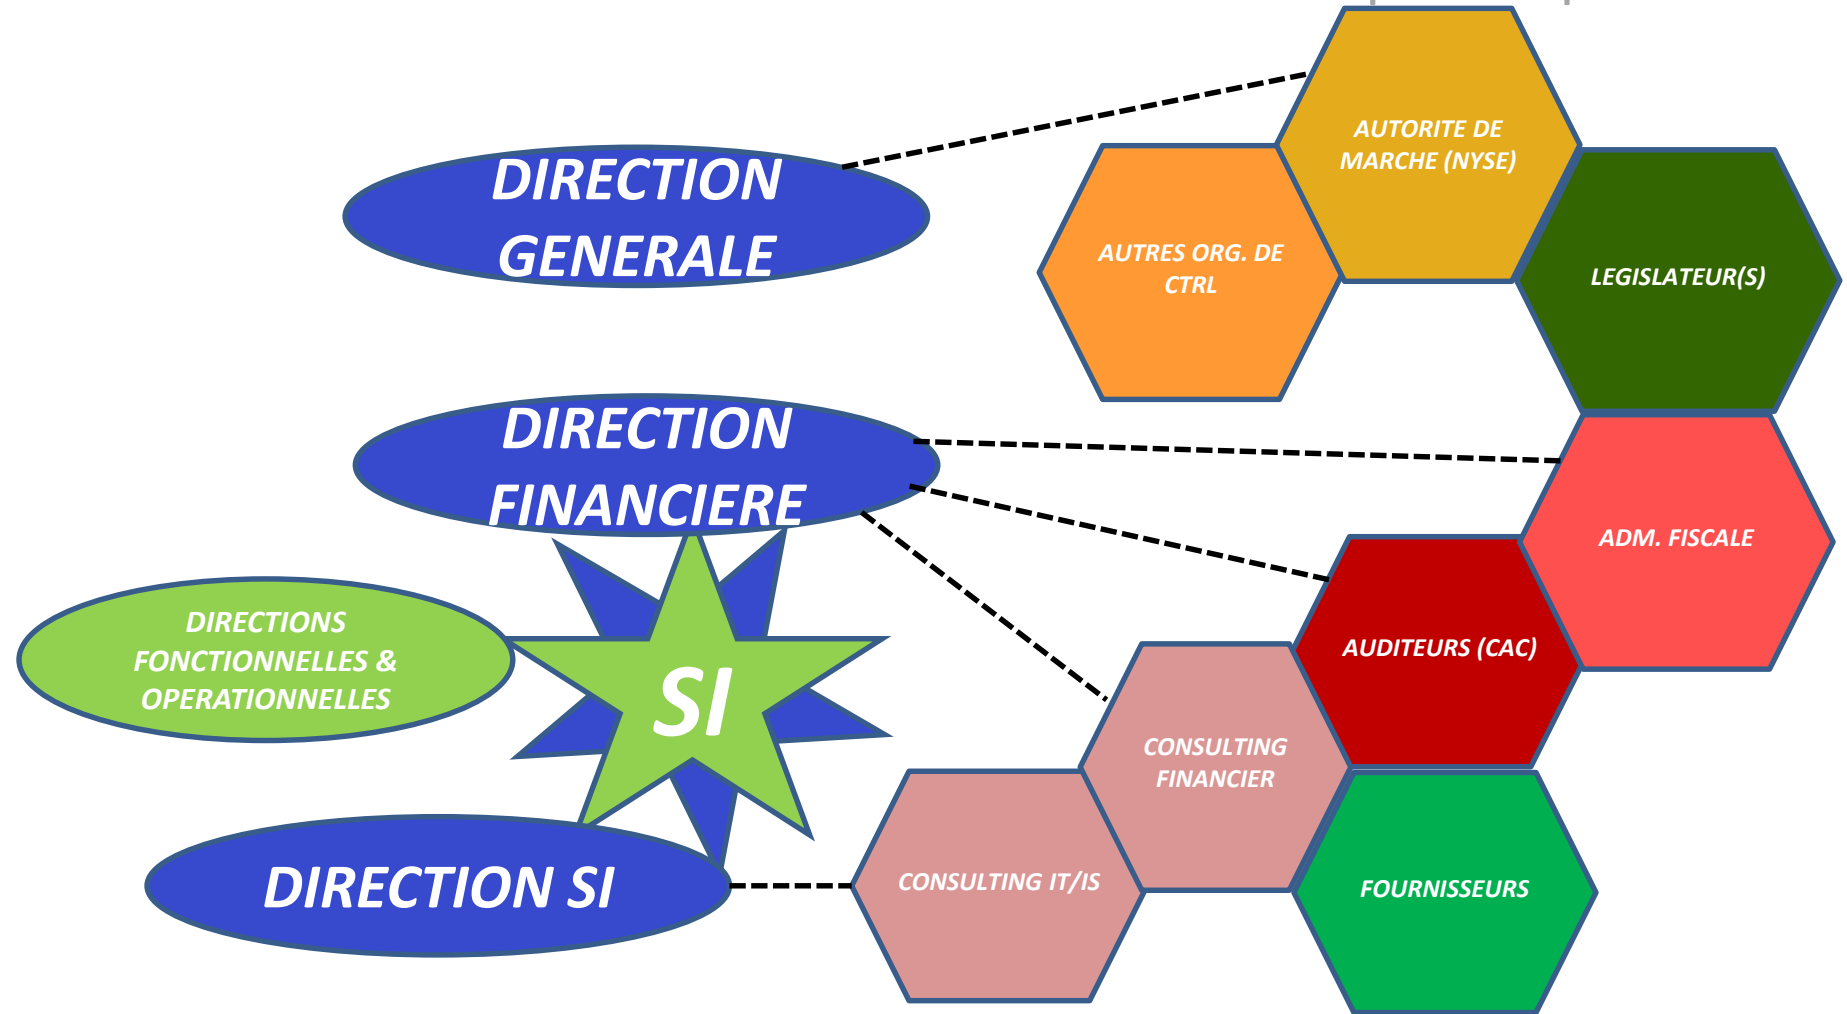 AUTORITE DE
MARCHE (NYSE)
DIRECTION
GENERALE
AUTRES ORG. DE
CTRL
LEGISLATEUR(S)
DIRECTION
FINANCIERE
ADM. FISCALE
DIRECTIONS
FONCTIONNELLES &
OPERATIONNELLES
SI
AUDITEURS (CAC)
CONSULTING
FINANCIER
DIRECTION SI
CONSULTING IT/IS
FOURNISSEURS